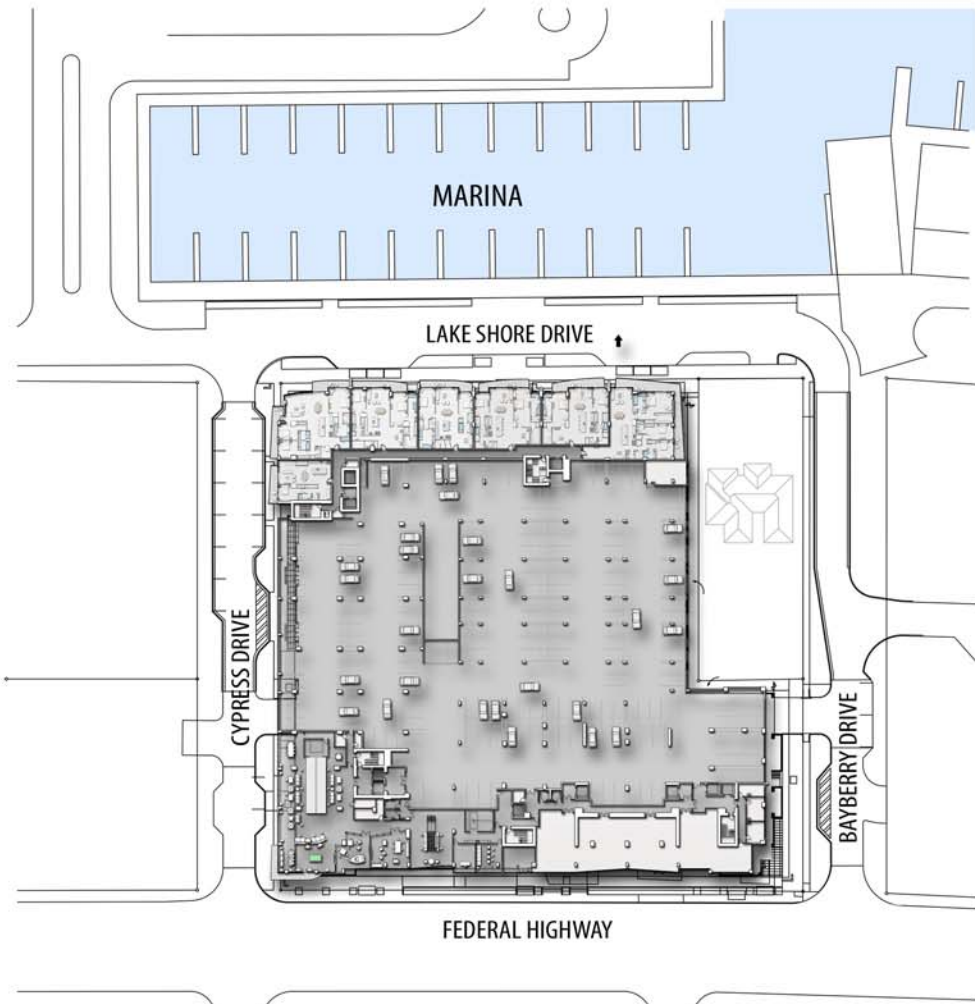 MARINA
LAKE SHORE DRIVE
CYPRESS DRIVE
BAYBERRY DRIVE
FEDERAL HIGHWAY